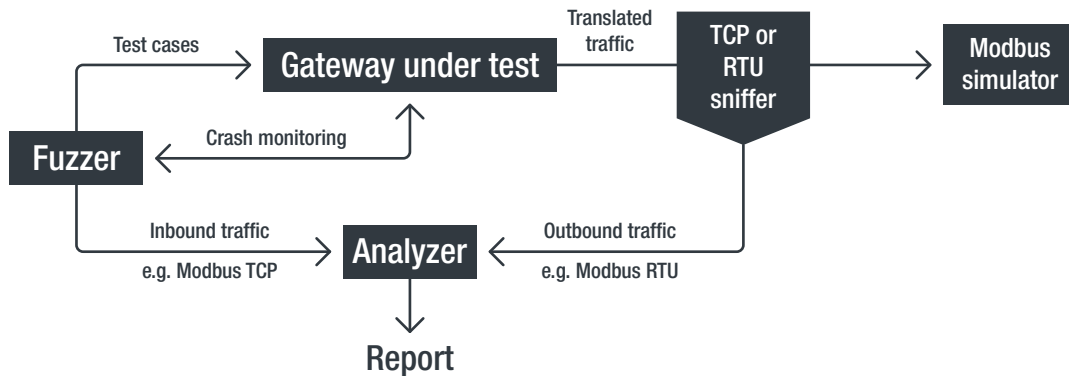 Test cases
Gateway under test
Translated
traffic
TCP or
RTU
sniffer
Modbus
simulator
Fuzzer
Crash monitoring
Inbound traffic
e.g. Modbus TCP
Analyzer
Outbound traffic
e.g. Modbus RTU
Report